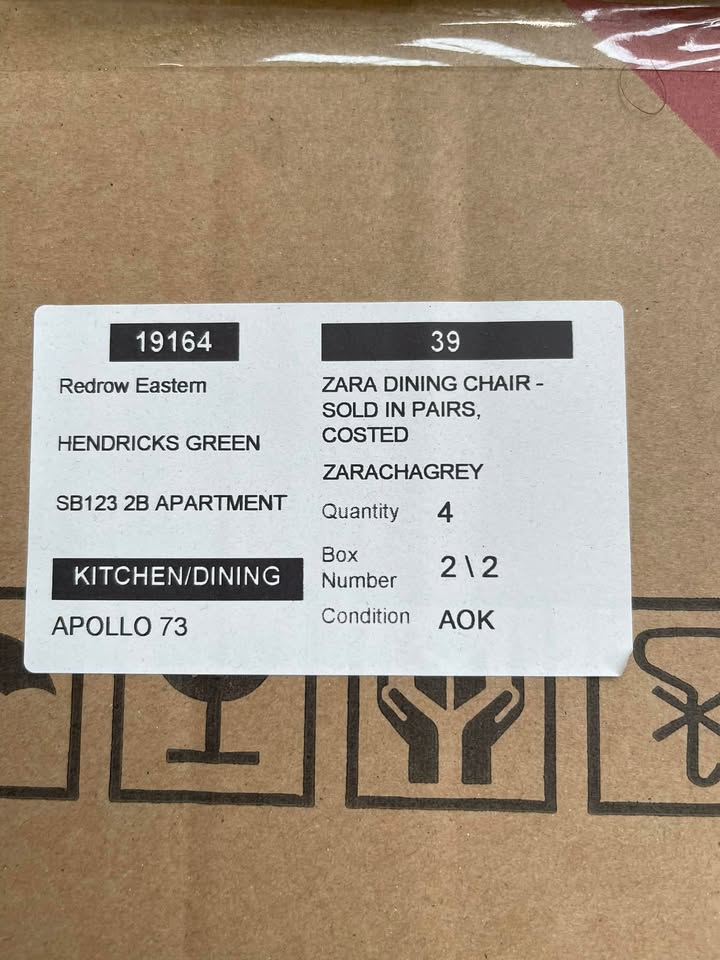 19164
Redrow Eastern
HENDRICKS GREEN
SB123 2B APARTMENT
KITCHEN/DINING
APOLLO 73
39
ZARA DINING CHAIR -
SOLD IN PAIRS,
COSTED
ZARACHAGREY
Quantity 4
Box
Number 2\2
Condition AOK